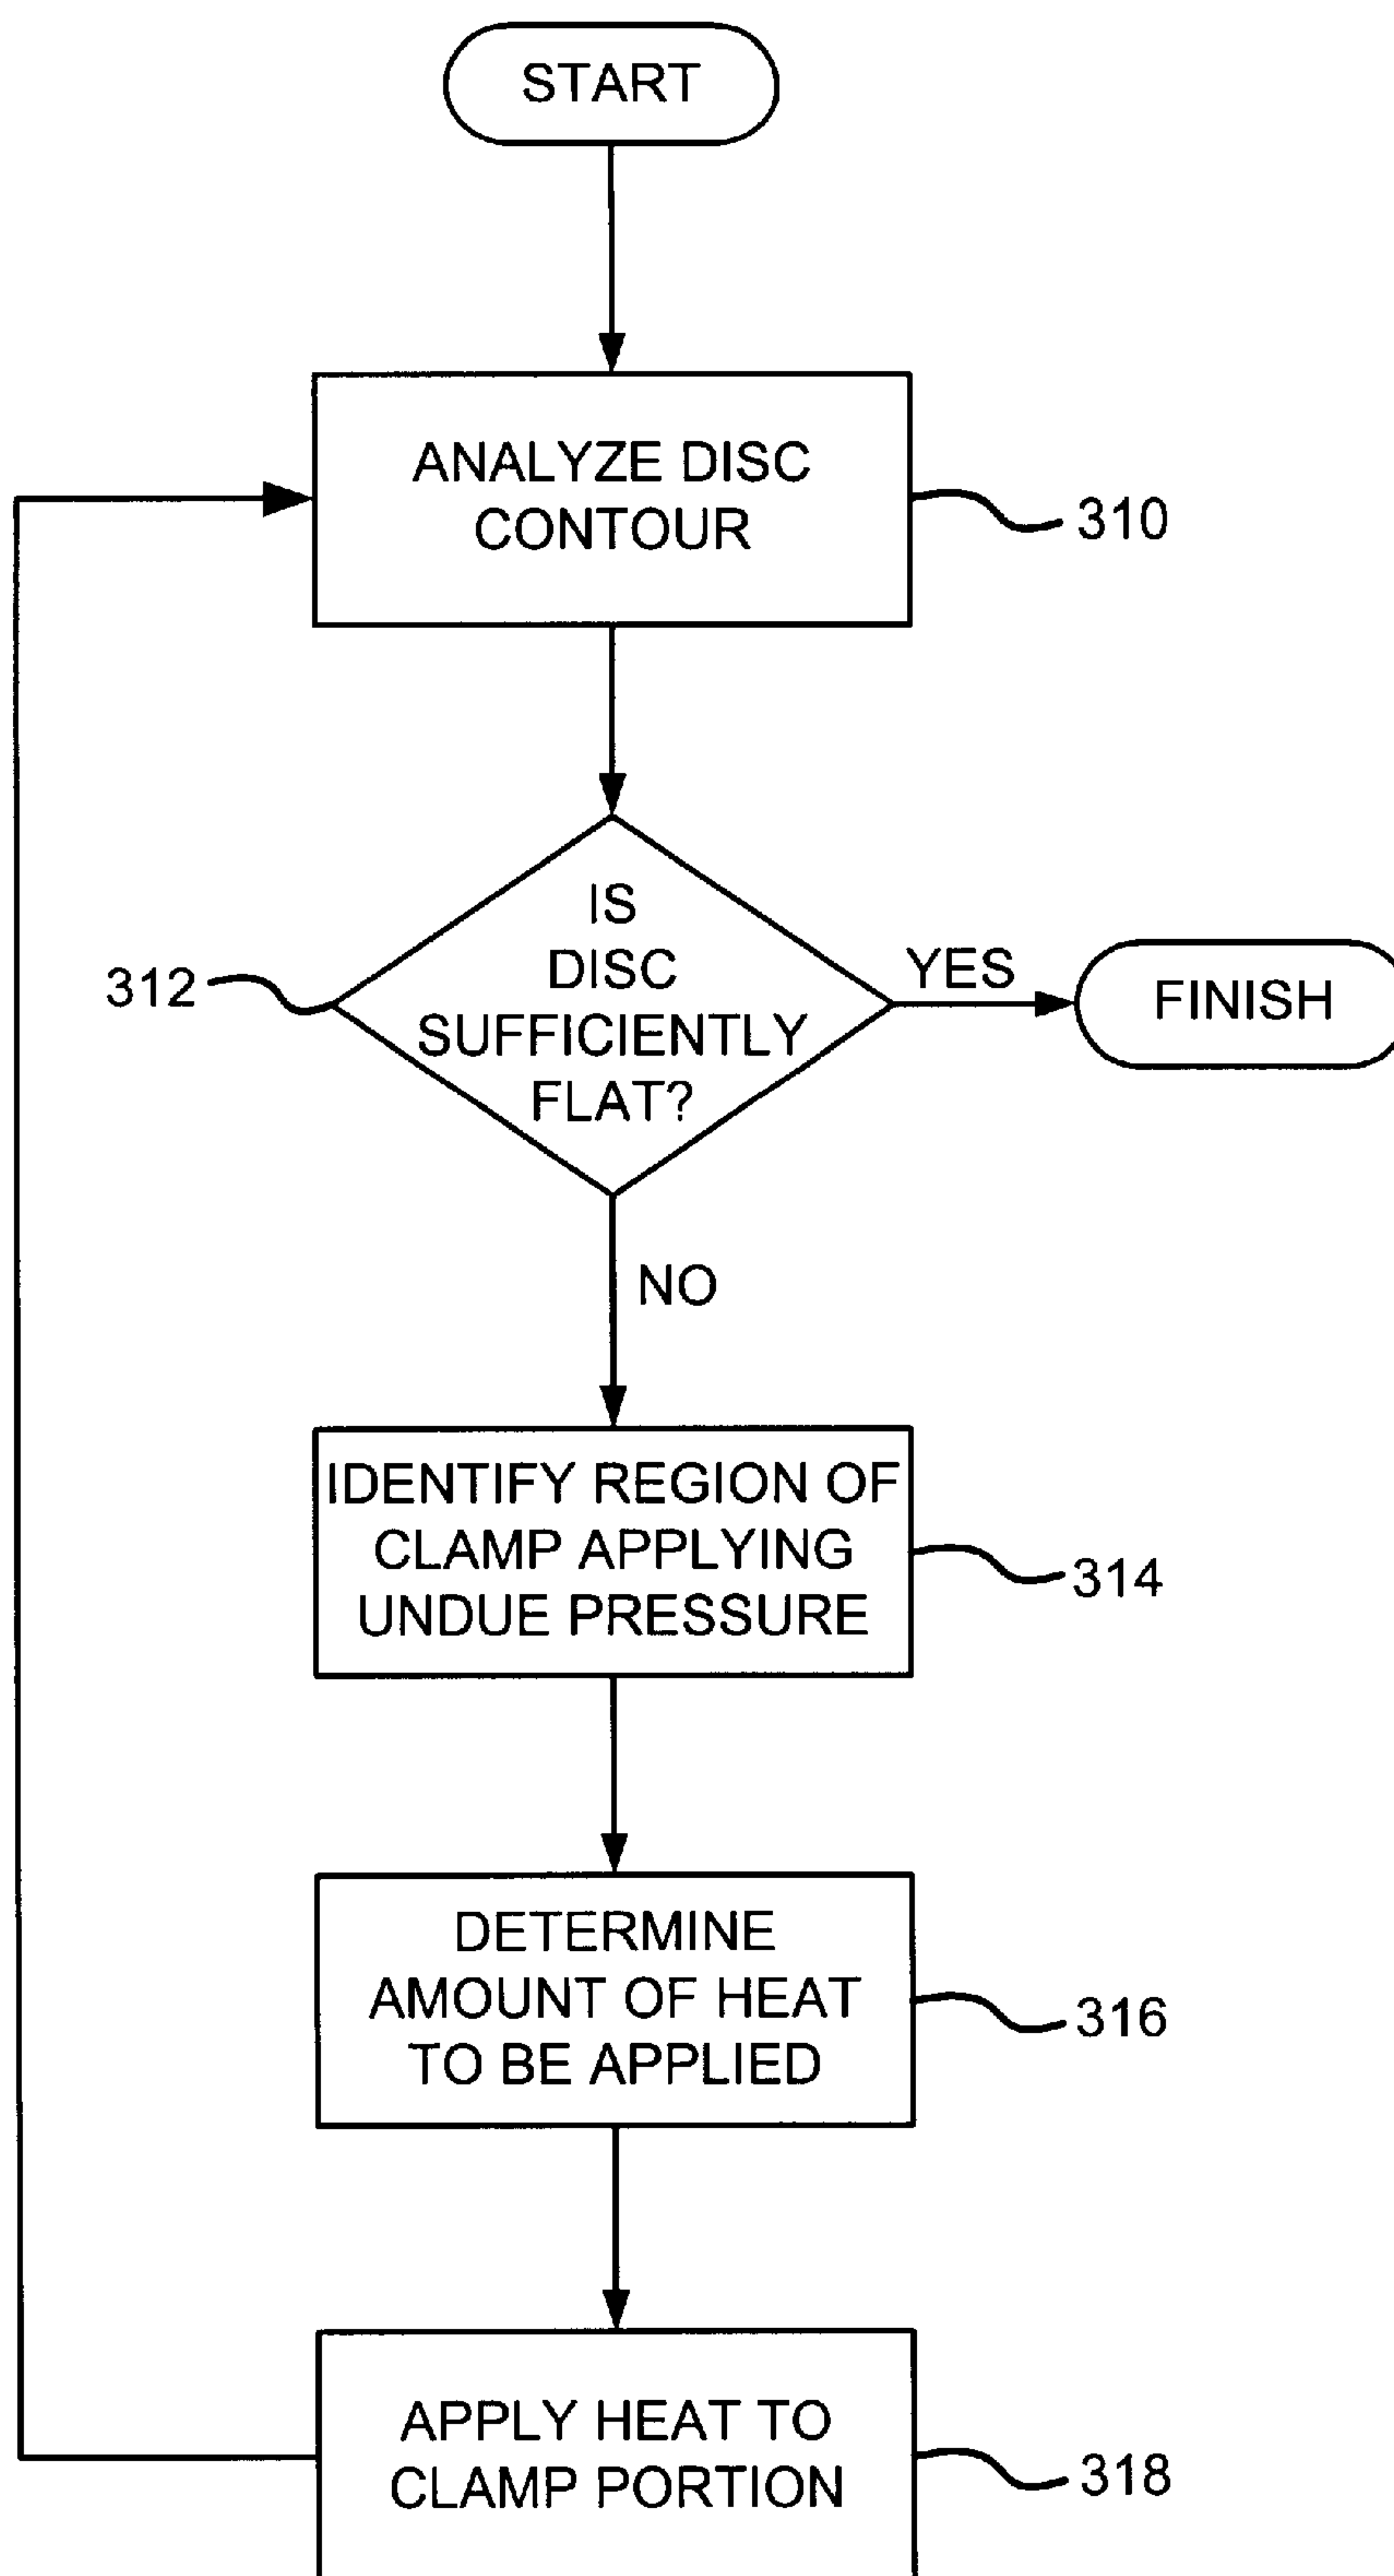 START
ANALYZE DISC
CONTOUR
310
IS
DISC
SUFFICIENTLY
FLAT?
312
YES
FINISH
NO
IDENTIFY REGION OF
CLAMP APPLYING
UNDUE PRESSURE
314
DETERMINE
AMOUNT OF HEAT
TO BE APPLIED
316
APPLY HEAT TO
CLAMP PORTION
318